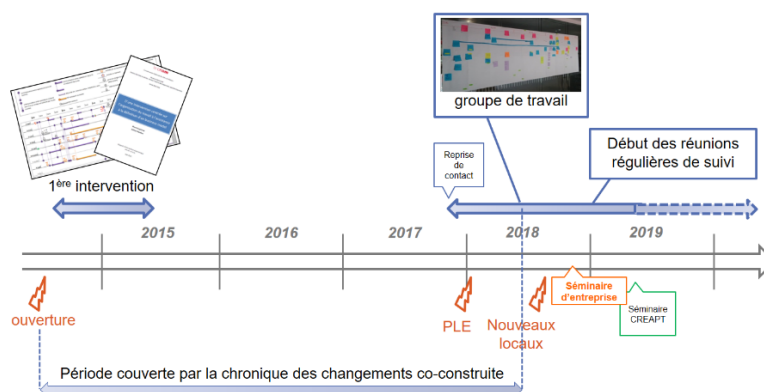 groupe de travail
Reprise
de
contact
Début des réunions
régulières de suivi
1ère intervention
2015
2016
2017
2018
2019
ouverture
PLE
Nouveaux
locaux
Séminaire
d'entreprise
Séminaire
CREAPT
Période couverte par la chronique des changements co-construite